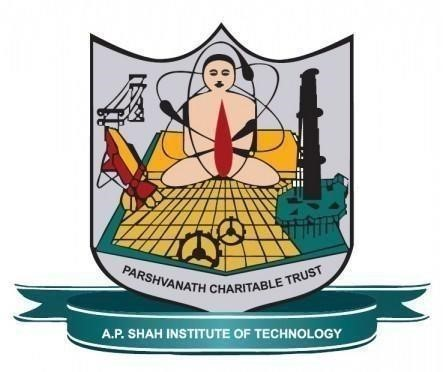 PARSHVANATH CHARITABLE TRUST
A.P. SHAH INSTITUTE OF TECHNOLOGY